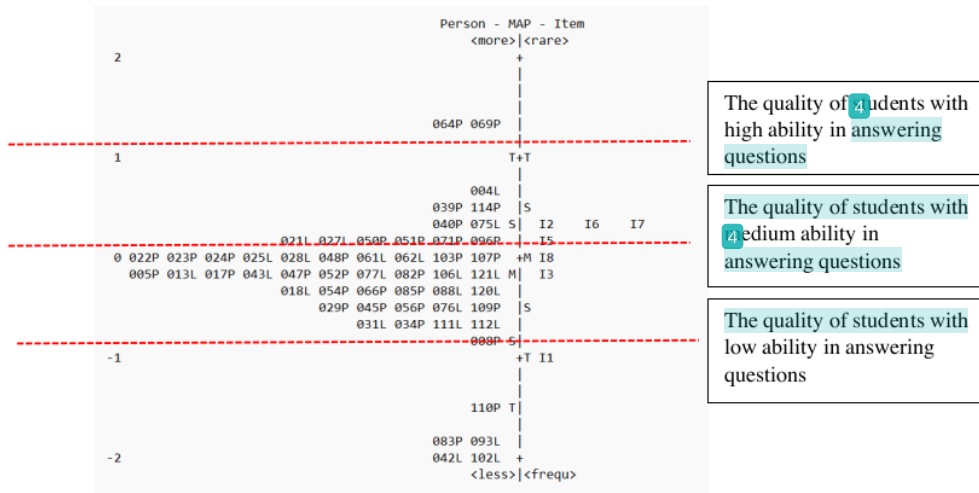 Person - MAP - Item
<more>|<rare>
2 +
|
|
|
064P 069P |
|
1 T+T
|
004L |
039P 114P |S
040P 075L S| I2 I6 I7
021L 027L 050P 051P 071P 096P | I5
0 022P 023P 024P 025L 028L 048P 061L 062L 103P 107P +M I8
005P 013L 017P 043L 047P 052P 077L 082P 106L 121L M| I3
018L 054P 066P 085P 088L 120L |
029P 045P 056P 076L 109P |S
031L 034P 111L 112L |
008P S|
-1 +T I1
|
|
110P T|
|
083P 093L |
-2 042L 102L +
<less>|<frequ>
The quality of 4 students with
high ability in answering
questions
The quality of students with
4 medium ability in
answering questions
The quality of students with
low ability in answering
questions